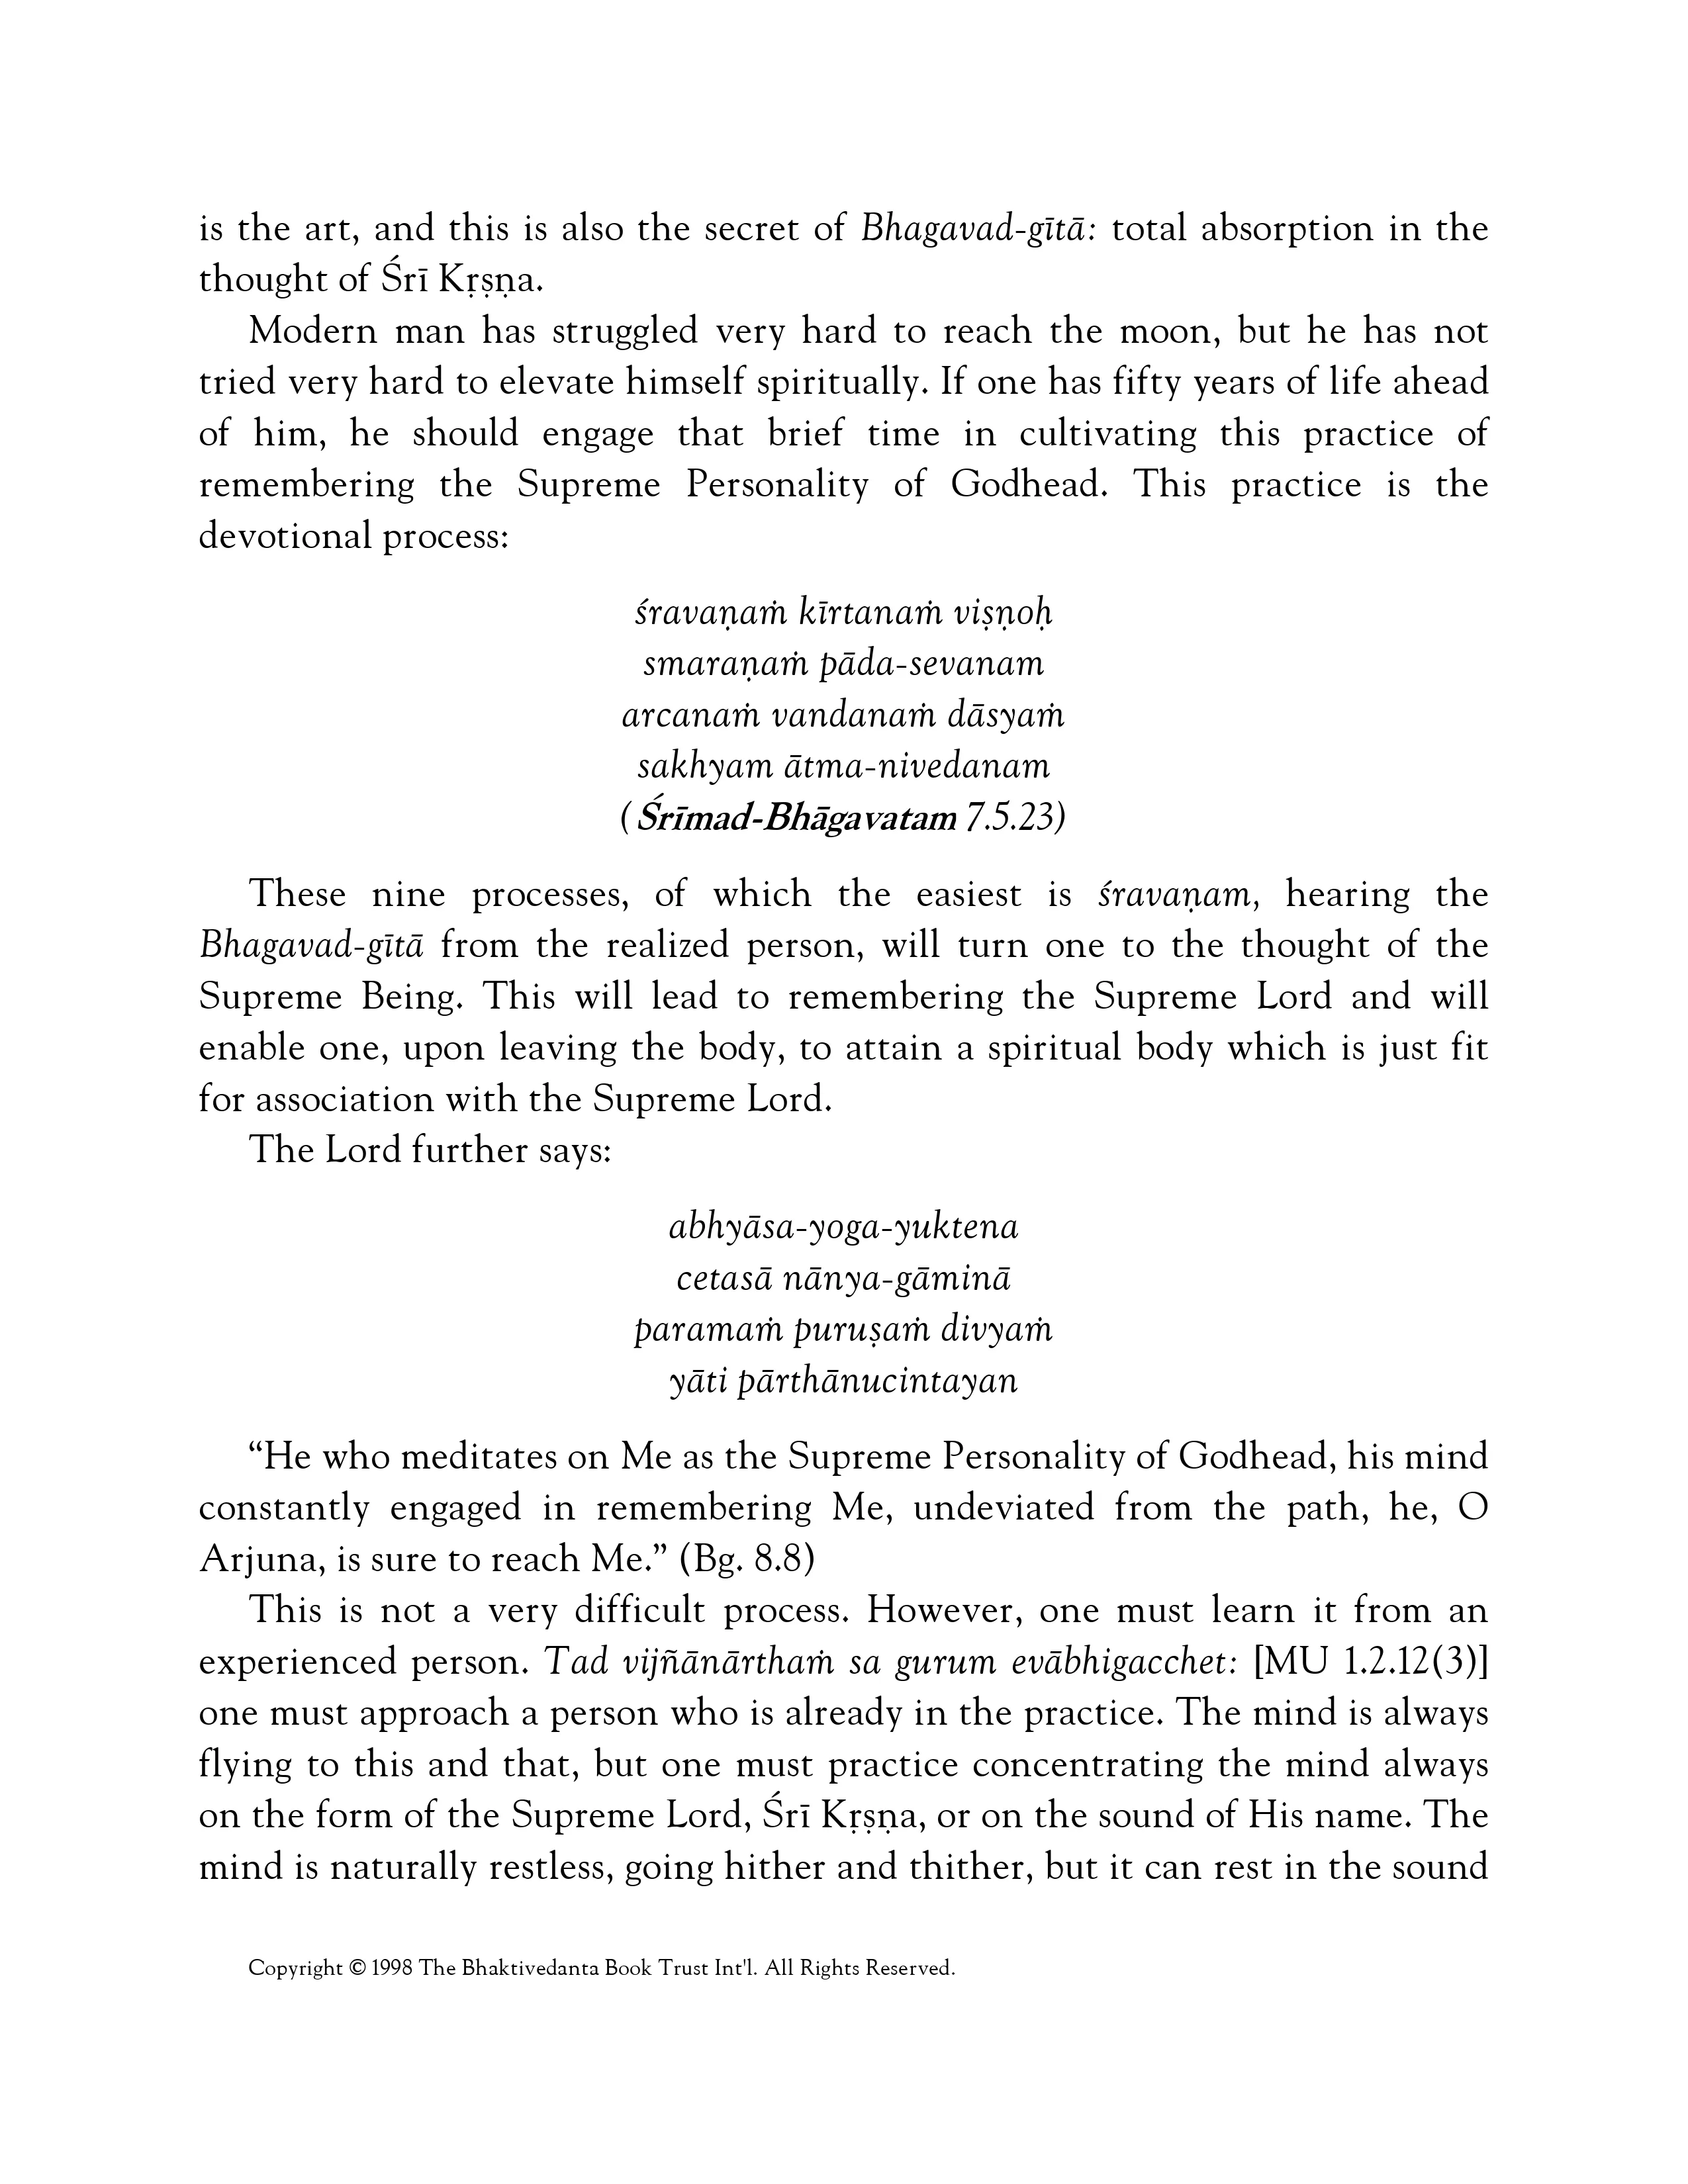 is the art, and this is also the secret of Bhagavad-gītā: total absorption in the
thought of Śrī Kṛṣṇa.
Modern man has struggled very hard to reach the moon, but he has not
tried very hard to elevate himself spiritually. If one has fifty years of life ahead
of him, he should engage that brief time in cultivating this practice of
remembering the Supreme Personality of Godhead. This practice is the
devotional process:
śravaṇaṁ kīrtanaṁ viṣṇoḥ
smaraṇaṁ pāda-sevanam
arcanaṁ vandanaṁ dāsyaṁ
sakhyam ātma-nivedanam
(Śrīmad-Bhāgavatam 7.5.23)
These nine processes, of which the easiest is śravaṇam, hearing the
Bhagavad-gītā from the realized person, will turn one to the thought of the
Supreme Being. This will lead to remembering the Supreme Lord and will
enable one, upon leaving the body, to attain a spiritual body which is just fit
for association with the Supreme Lord.
The Lord further says:
abhyāsa-yoga-yuktena
cetasā nānya-gāminā
paramaṁ puruṣaṁ divyaṁ
yāti pārthānucintayan
“He who meditates on Me as the Supreme Personality of Godhead, his mind
constantly engaged in remembering Me, undeviated from the path, he, O
Arjuna, is sure to reach Me.” (Bg. 8.8)
This is not a very difficult process. However, one must learn it from an
experienced person. Tad vijñānārthaṁ sa gurum evābhigacchet: [MU 1.2.12(3)]
one must approach a person who is already in the practice. The mind is always
flying to this and that, but one must practice concentrating the mind always
on the form of the Supreme Lord, Śrī Kṛṣṇa, or on the sound of His name. The
mind is naturally restless, going hither and thither, but it can rest in the sound
Copyright © 1998 The Bhaktivedanta Book Trust Int'l. All Rights Reserved.